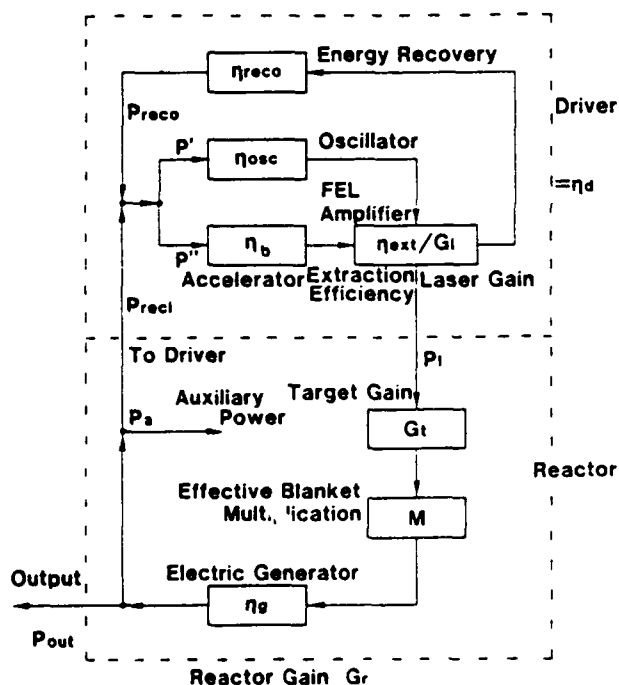 ηreco
Energy Recovery
Preco
Driver
P'
Oscillator
ηosc
=ηd
FEL
Amplifier
P"
ηb
ηext/Gl
Accelerator
Extraction
Efficiency
Laser Gain
Precl
To Driver
Pl
Target Gain
Pa
Auxiliary
Power
Gt
Reactor
Effective Blanket
M
Electric Generator
Output
ηg
Pout
Reactor Gain Gr